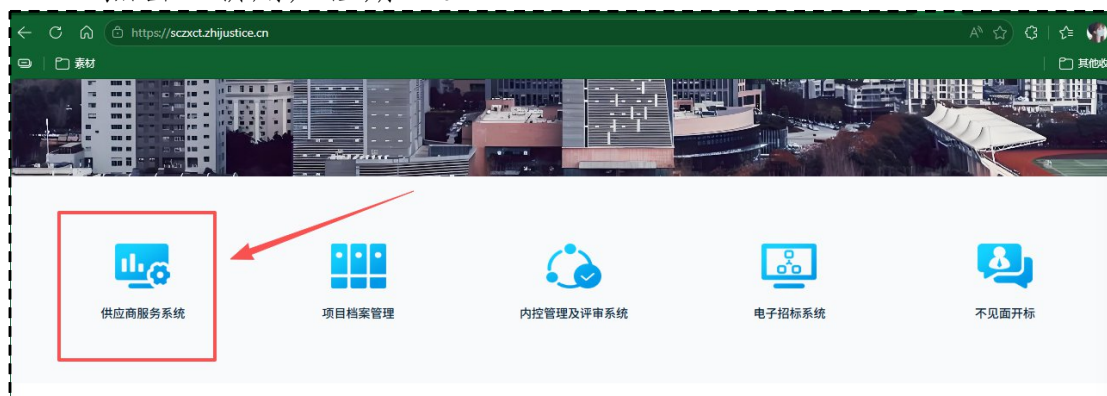 https://sczxct.zhijustice.cn
素材
其他收
供应商服务系统
项目档案管理
内控管理及评审系统
电子招标系统
不见面开标